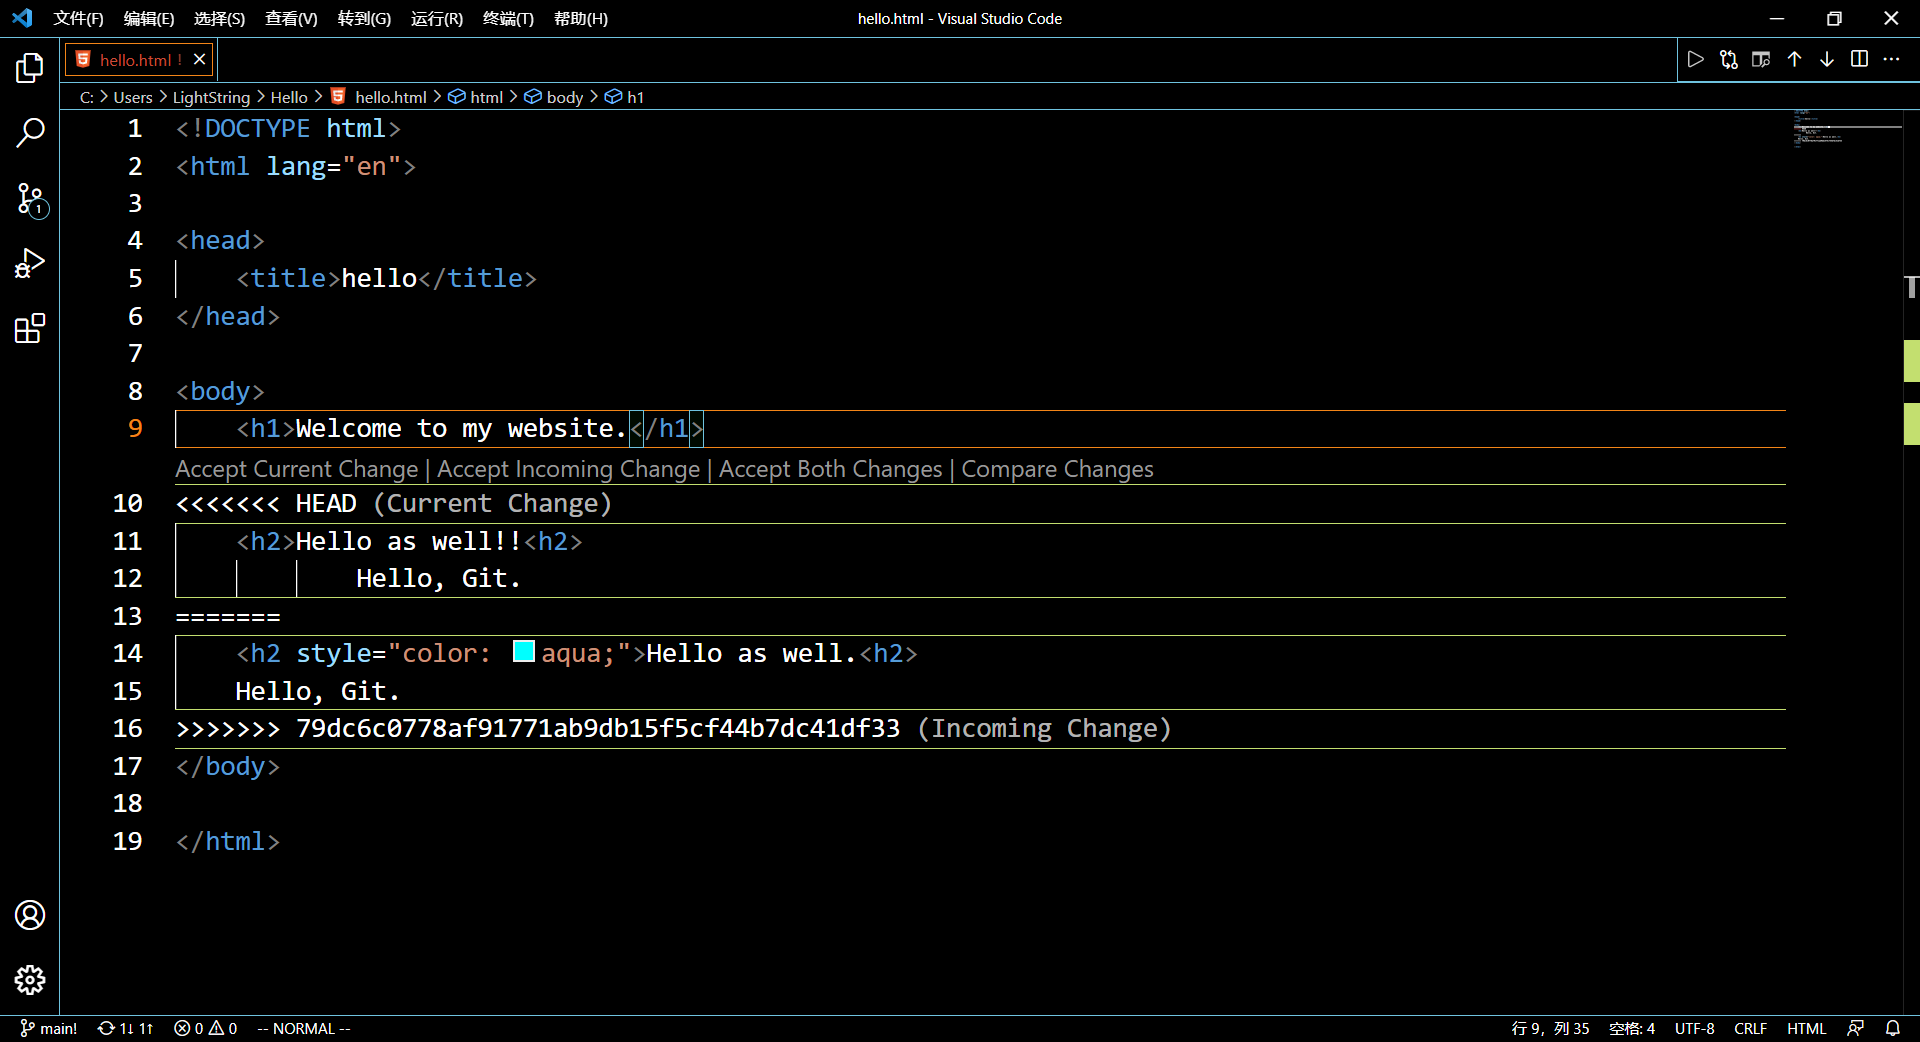 文件(F) 编辑(E) 选择(S) 查看(V) 转到(G) 运行(R) 终端(T) 帮助(H) hello.html - Visual Studio Code
hello.html !
C: > Users > LightString > Hello > hello.html > html > body > h1
1 <!DOCTYPE html>
2 <html lang="en">
3
4 <head>
5     <title>hello</title>
6 </head>
7
8 <body>
9     <h1>Welcome to my website.</h1>
Accept Current Change | Accept Incoming Change | Accept Both Changes | Compare Changes
10 <<<<<<< HEAD (Current Change)
11     <h2>Hello as well!!<h2>
12             Hello, Git.
13 =======
14     <h2 style="color: aqua;">Hello as well.<h2>
15     Hello, Git.
16 >>>>>>> 79dc6c0778af91771ab9db15f5cf44b7dc41df33 (Incoming Change)
17 </body>
18
19 </html>
1
main! 1↓ 1↑ 0 0 -- NORMAL -- 行 9，列 35 空格: 4 UTF-8 CRLF HTML